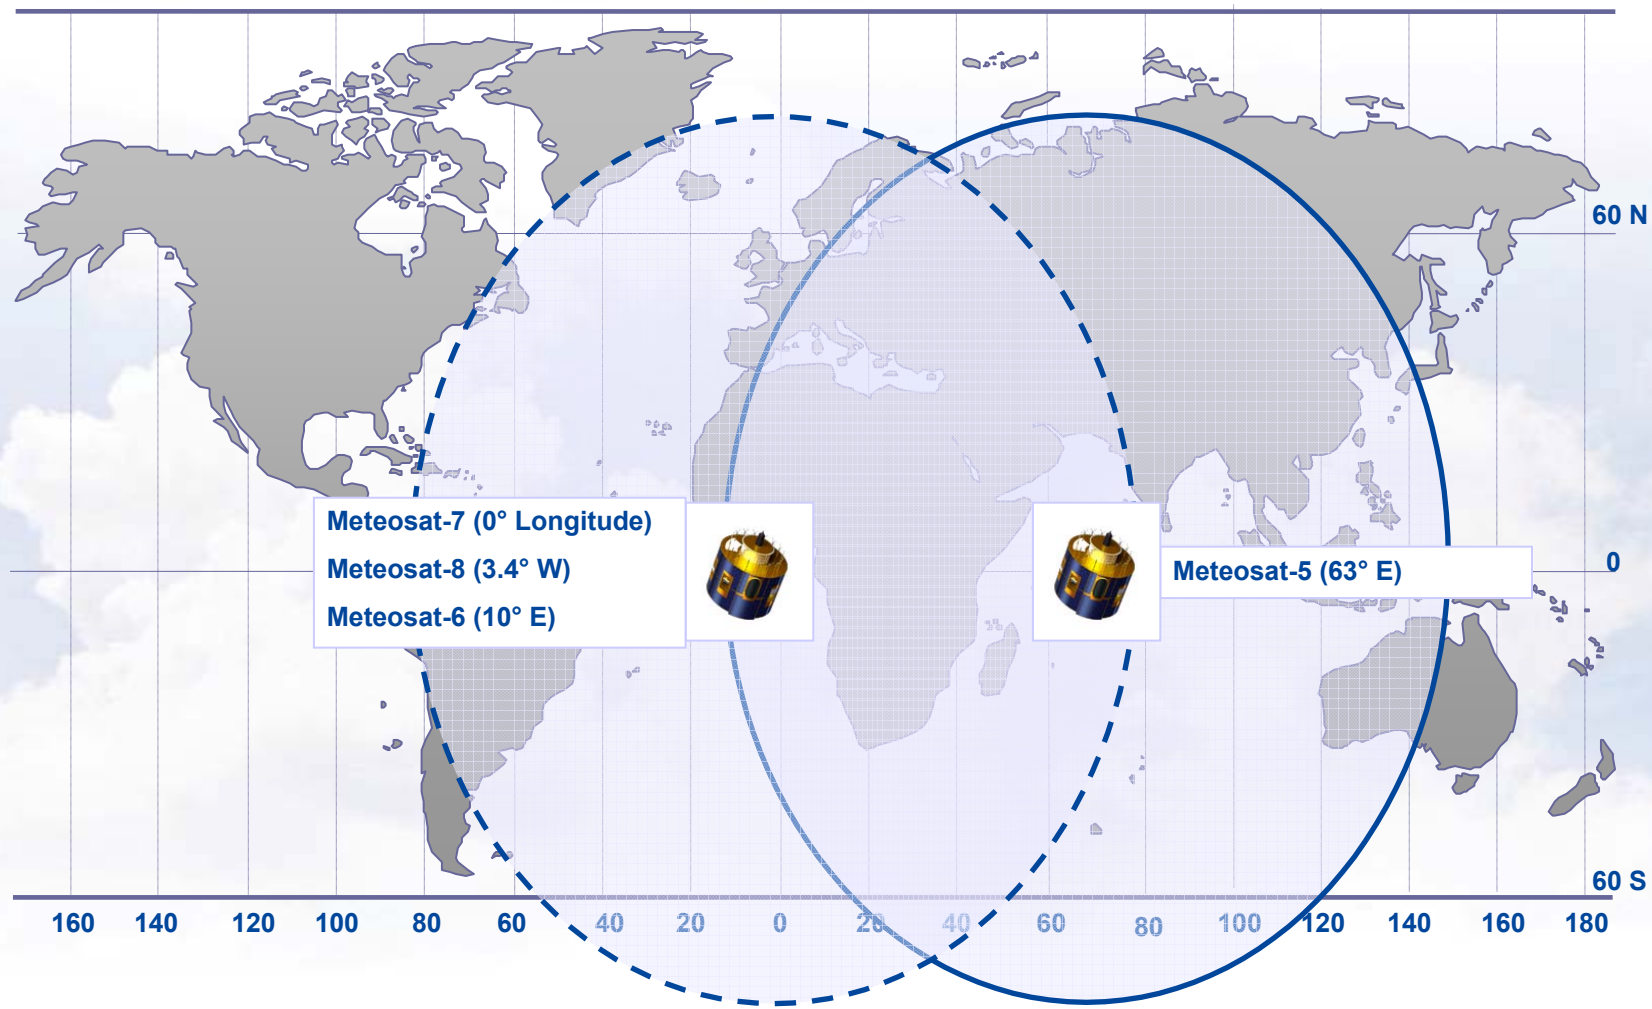 60 N
Meteosat-7 (0° Longitude)
Meteosat-8 (3.4° W)
Meteosat-6 (10° E)
Meteosat-5 (63° E)
0
60 S
160 140 120 100 80 60 40 20 0 20 40 60 80 100 120 140 160 180